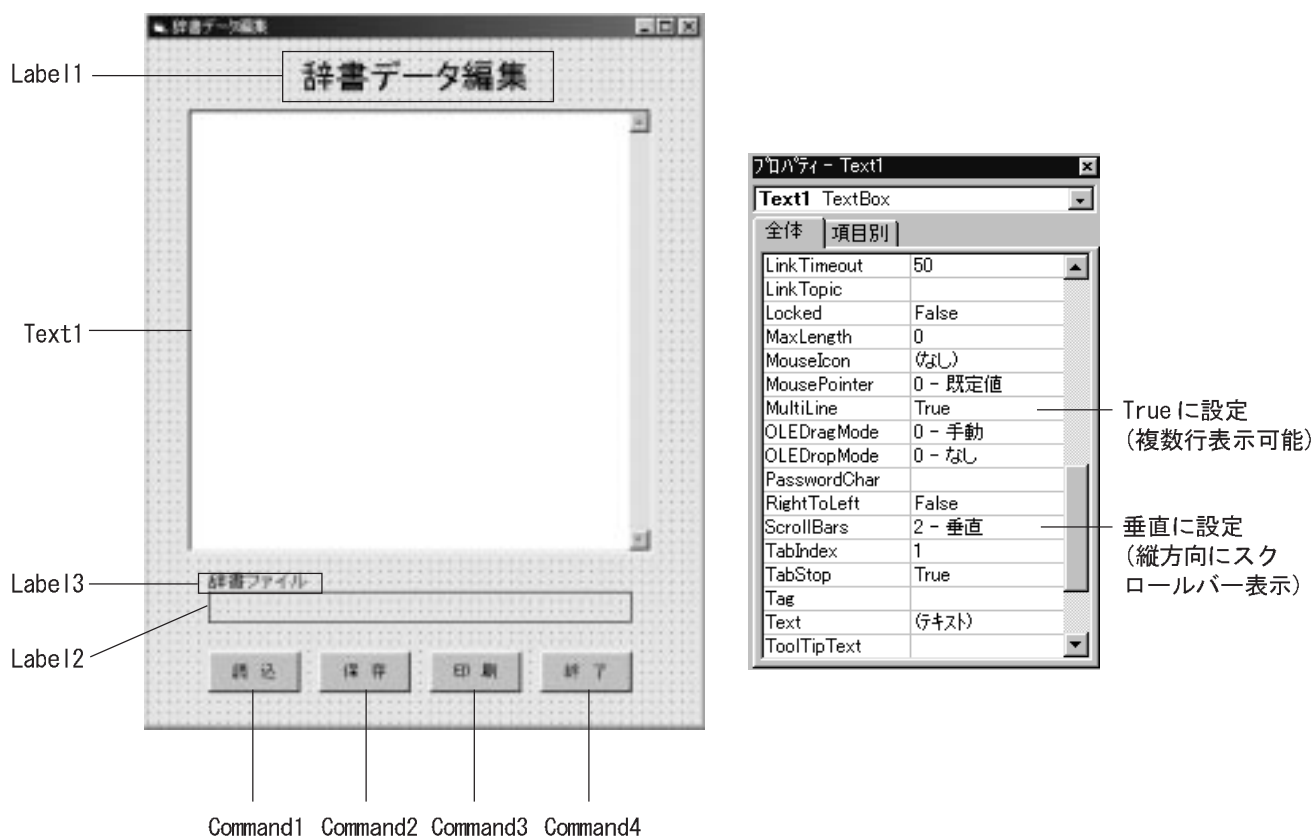 辞書データ編集
Label1
辞書データ編集
Text1
Label3
辞書ファイル
Label2
読 込
保 存
印 刷
終 了
Command1
Command2
Command3
Command4
プロパティ - Text1
Text1 TextBox
全体
項目別
LinkTimeout 50
LinkTopic
Locked False
MaxLength 0
MouseIcon (なし)
MousePointer 0 - 既定値
MultiLine True
OLEDragMode 0 - 手動
OLEDropMode 0 - なし
PasswordChar
RightToLeft False
ScrollBars 2 - 垂直
TabIndex 1
TabStop True
Tag
Text (テキスト)
ToolTipText
Trueに設定
(複数行表示可能)
垂直に設定
(縦方向にスク
ロールバー表示)